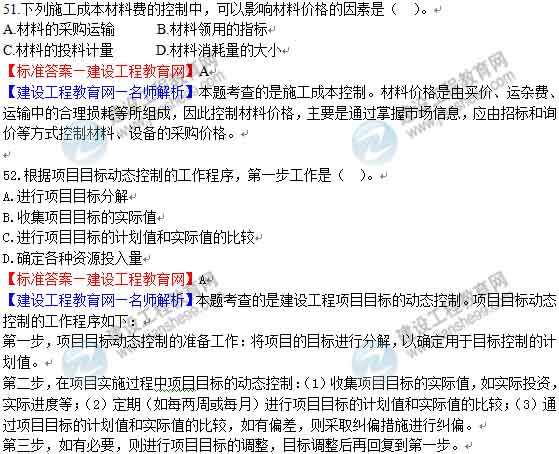 51.下列施工成本材料费的控制中，可以影响材料价格的因素是（ ）。
A.材料的采购运输 B.材料领用的指标
C.材料的投料计量 D.材料消耗量的大小
【标准答案—建设工程教育网】A
【建设工程教育网—名师解析】本题考查的是施工成本控制。材料价格是由买价、运杂费、
运输中的合理损耗等所组成，因此控制材料价格，主要是通过掌握市场信息，应由招标和询
价等方式控制材料、设备的采购价格。
52.根据项目目标动态控制的工作程序，第一步工作是（ ）。
A.进行项目目标分解
B.收集项目目标的实际值
C.进行项目目标的计划值和实际值的比较
D.确定各种资源投入量
【标准答案—建设工程教育网】A
【建设工程教育网—名师解析】本题考查的是建设工程项目目标的动态控制。项目目标动态
控制的工作程序如下：
第一步，项目目标动态控制的准备工作：将项目的目标进行分解，以确定用于目标控制的计
划值。
第二步，在项目实施过程中项目目标的动态控制：（1）收集项目目标的实际值，如实际投资，
实际进度等；（2）定期（如每两周或每月）进行项目目标的计划值和实际值的比较；（3）通
过项目目标的计划值和实际值的比较，如有偏差，则采取纠偏措施进行纠偏。
第三步，如有必要，则进行项目目标的调整，目标调整后再回复到第一步。
建设工程教育网